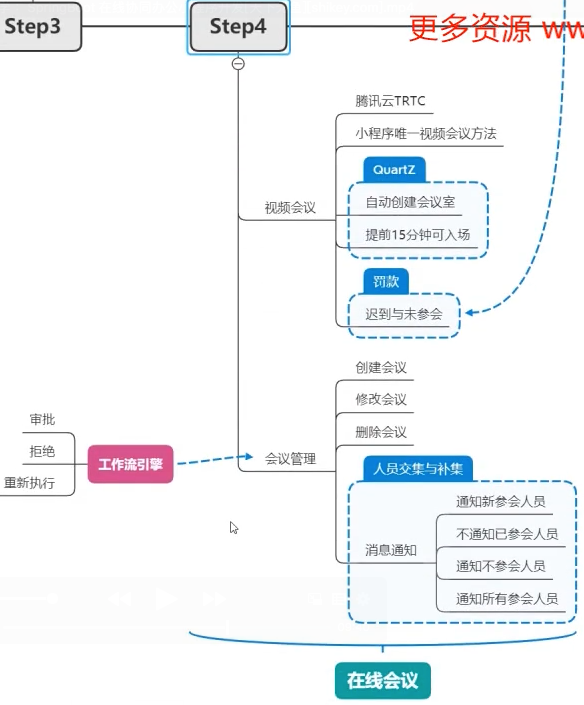 Step3
Step4
更多资源 ww
腾讯云TRTC
小程序唯一视频会议方法
QuartZ
自动创建会议室
提前15分钟可入场
视频会议
罚款
迟到与未参会
创建会议
修改会议
删除会议
会议管理
人员交集与补集
通知新参会人员
不通知已参会人员
消息通知
通知不参会人员
通知所有参会人员
审批
拒绝
重新执行
工作流引擎
在线会议